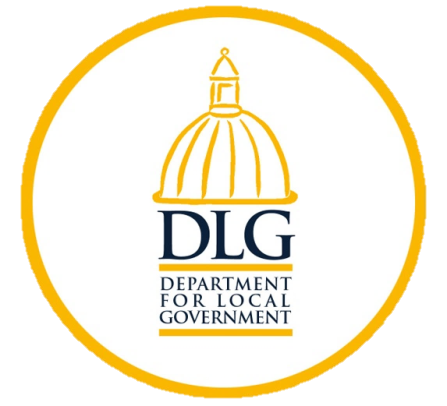 DLG
DEPARTMENT
FOR LOCAL
GOVERNMENT